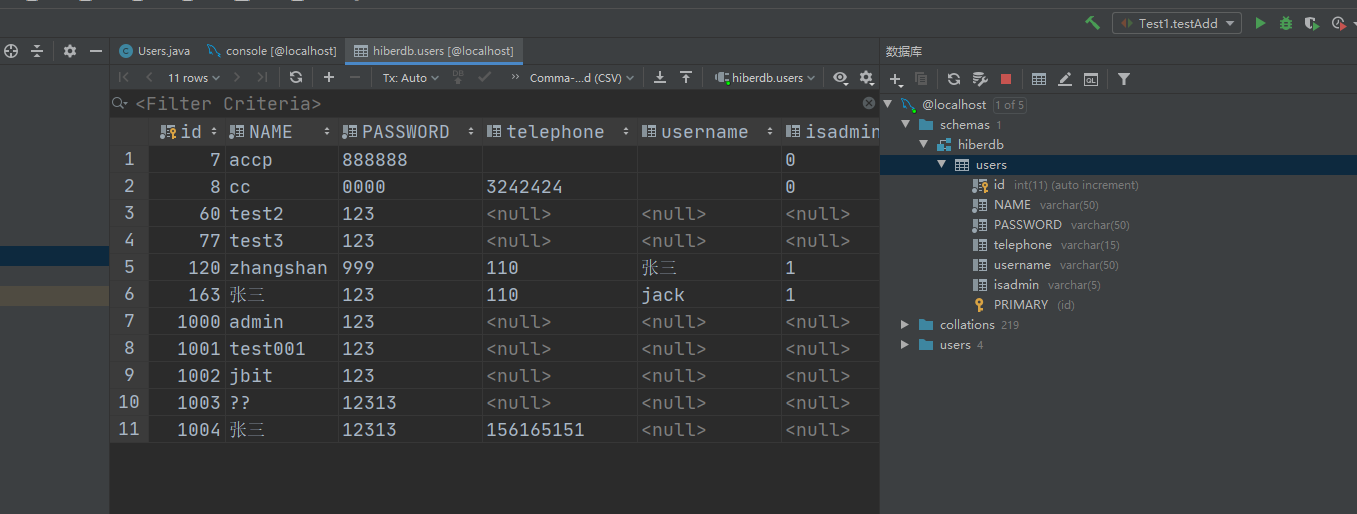 Test1.testAdd
Users.java console [@localhost] hiberdb.users [@localhost] 数据库
11 rows Tx: Auto DB Comma-...d (CSV) hiberdb.users QL
<Filter Criteria>
id NAME PASSWORD telephone username isadmin
1 7 accp 888888 0
2 8 cc 0000 3242424 0
3 60 test2 123 <null> <null> <null>
4 77 test3 123 <null> <null> <null>
5 120 zhangshan 999 110 张三 1
6 163 张三 123 110 jack 1
7 1000 admin 123 <null> <null> <null>
8 1001 test001 123 <null> <null> <null>
9 1002 jbit 123 <null> <null> <null>
10 1003 ?? 12313 <null> <null> <null>
11 1004 张三 12313 156165151 <null> <null>
@localhost 1 of 5
schemas 1
hiberdb
users
id int(11) (auto increment)
NAME varchar(50)
PASSWORD varchar(50)
telephone varchar(15)
username varchar(50)
isadmin varchar(5)
PRIMARY (id)
collations 219
users 4